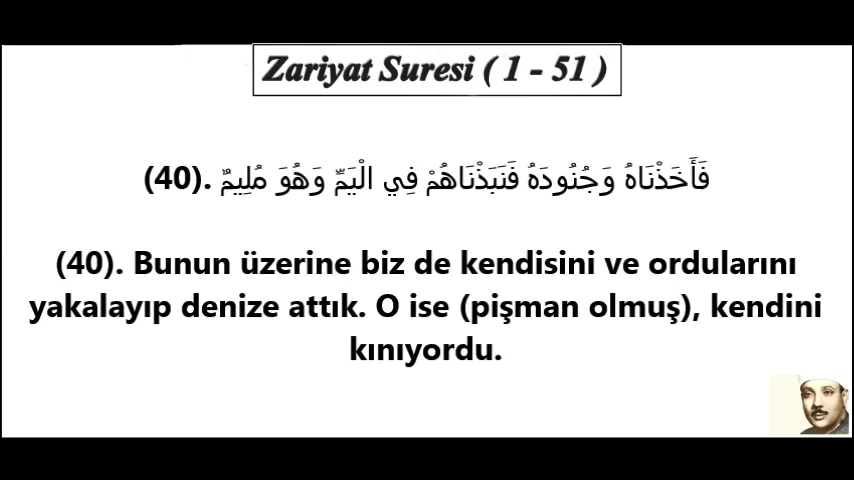 Zariyat Suresi ( 1 - 51 )
(40). فَأَخَذْنَاهُ وَجُنُودَهُ فَنَبَذْنَاهُمْ فِي الْيَمِّ وَهُوَ مُلِيمٌ
(40). Bunun üzerine biz de kendisini ve ordularını
yakalayıp denize attık. O ise (pişman olmuş), kendini
kınıyordu.